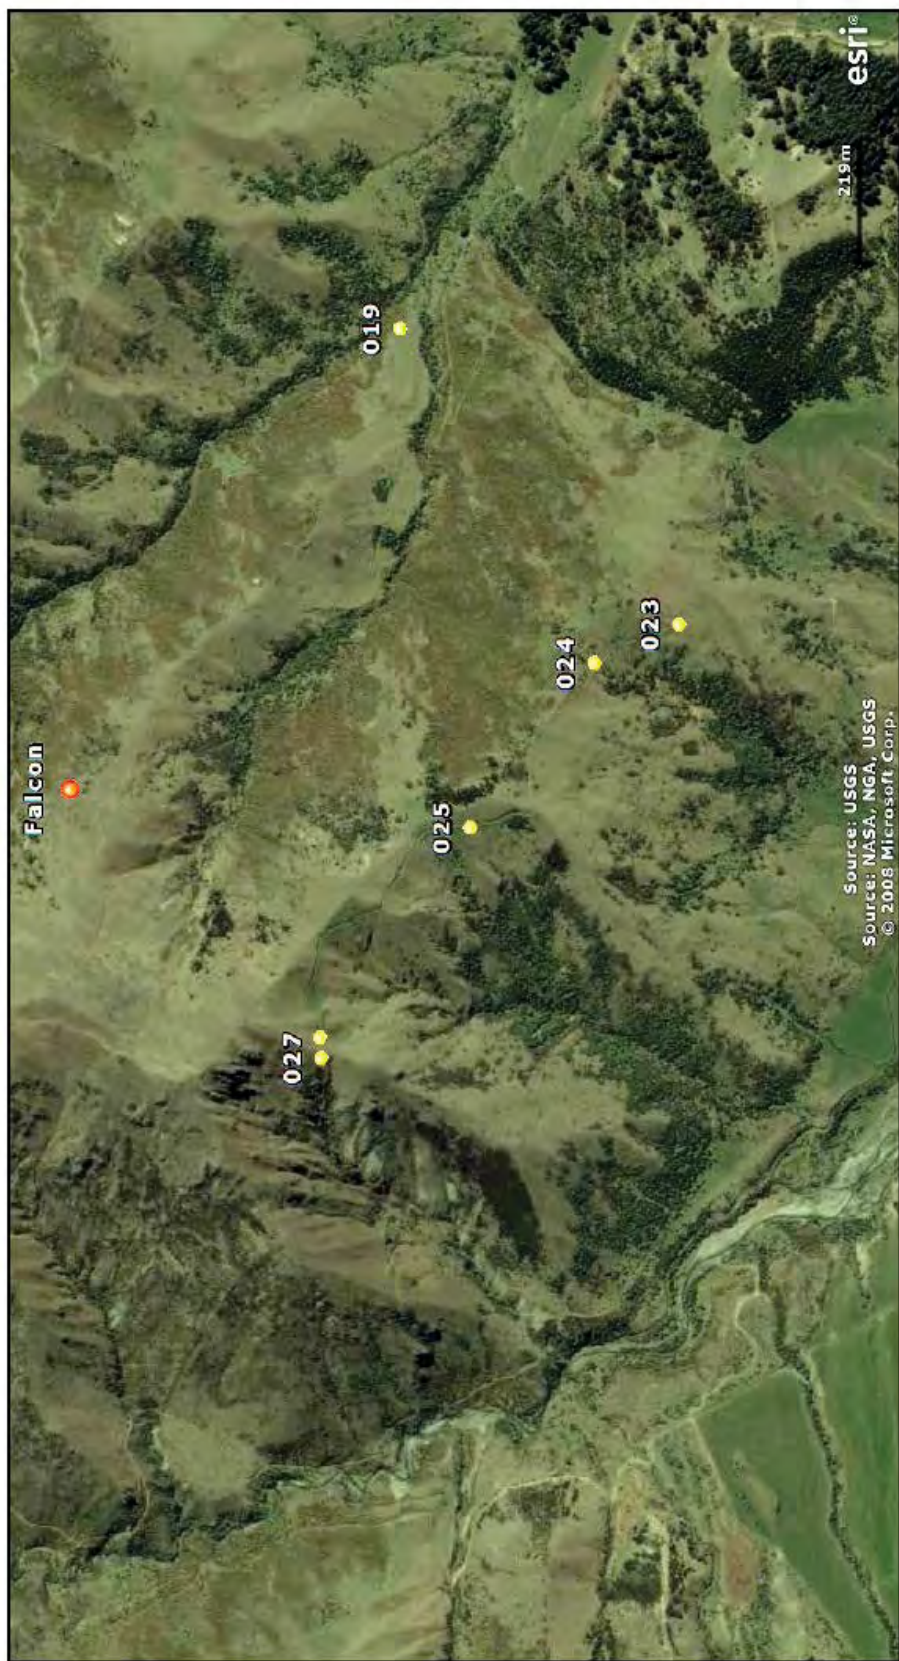 Falcon
019
027
025
024
023
219m
esri®
Source: USGS
Source: NASA, NGA, USGS
© 2008 Microsoft Corp.